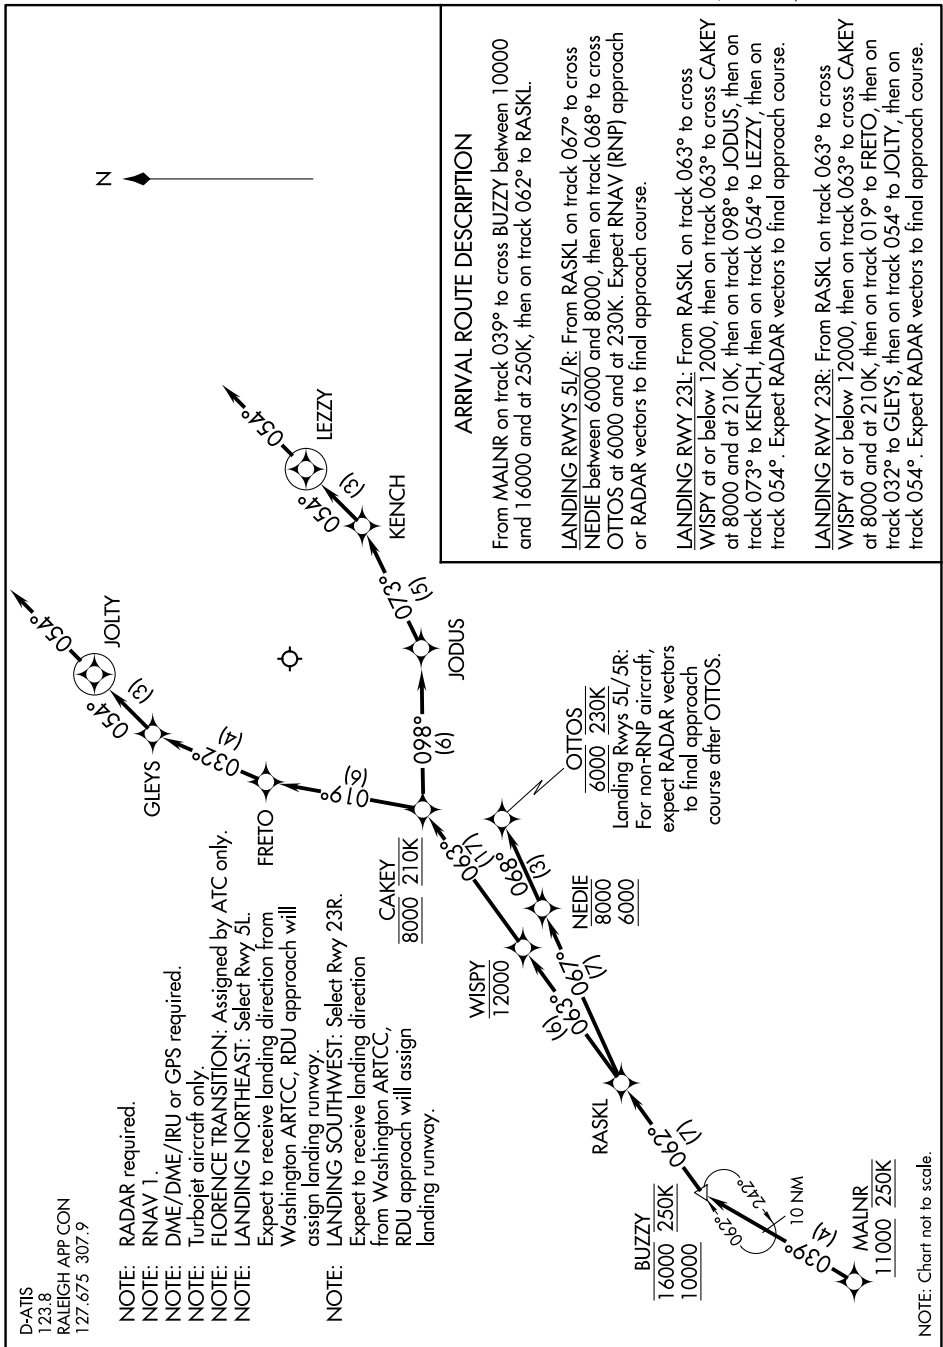 D-ATIS
123.8
RALEIGH APP CON
127.675 307.9
NOTE: RADAR required.
NOTE: RNAV 1.
NOTE: DME/DME/IRU or GPS required.
NOTE: Turbojet aircraft only.
NOTE: FLORENCE TRANSITION: Assigned by ATC only.
NOTE: LANDING NORTHEAST: Select Rwy 5L.
Expect to receive landing direction from
Washington ARTCC, RDU approach will
assign landing runway.
NOTE: LANDING SOUTHWEST: Select Rwy 23R.
Expect to receive landing direction
from Washington ARTCC,
RDU approach will assign
landing runway.
N
054°
JOLTY
054°
(3)
GLEYS
032°
(4)
FRETO
019°
(6)
054°
LEZZY
054°
(3)
KENCH
073°
(5)
JODUS
098°
(6)
CAKEY
8000 210K
063°
(17)
WISPY
12000
063°
(6)
067°
(7)
068°
(3)
NEDIE
8000
6000
OTTOS
6000 230K
Landing Rwys 5L/5R:
For non-RNP aircraft,
expect RADAR vectors
to final approach
course after OTTOS.
RASKL
062°
(7)
BUZZY
16000 250K
10000
062°
242°
10 NM
039°
(4)
MALNR
11000 250K
ARRIVAL ROUTE DESCRIPTION
From MALNR on track 039° to cross BUZZY between 10000
and 16000 and at 250K, then on track 062° to RASKL.
LANDING RWYS 5L/R: From RASKL on track 067° to cross
NEDIE between 6000 and 8000, then on track 068° to cross
OTTOS at 6000 and at 230K. Expect RNAV (RNP) approach
or RADAR vectors to final approach course.
LANDING RWY 23L: From RASKL on track 063° to cross
WISPY at or below 12000, then on track 063° to cross CAKEY
at 8000 and at 210K, then on track 098° to JODUS, then on
track 073° to KENCH, then on track 054° to LEZZY, then on
track 054°. Expect RADAR vectors to final approach course.
LANDING RWY 23R: From RASKL on track 063° to cross
WISPY at or below 12000, then on track 063° to cross CAKEY
at 8000 and at 210K, then on track 019° to FRETO, then on
track 032° to GLEYS, then on track 054° to JOLTY, then on
track 054°. Expect RADAR vectors to final approach course.
NOTE: Chart not to scale.